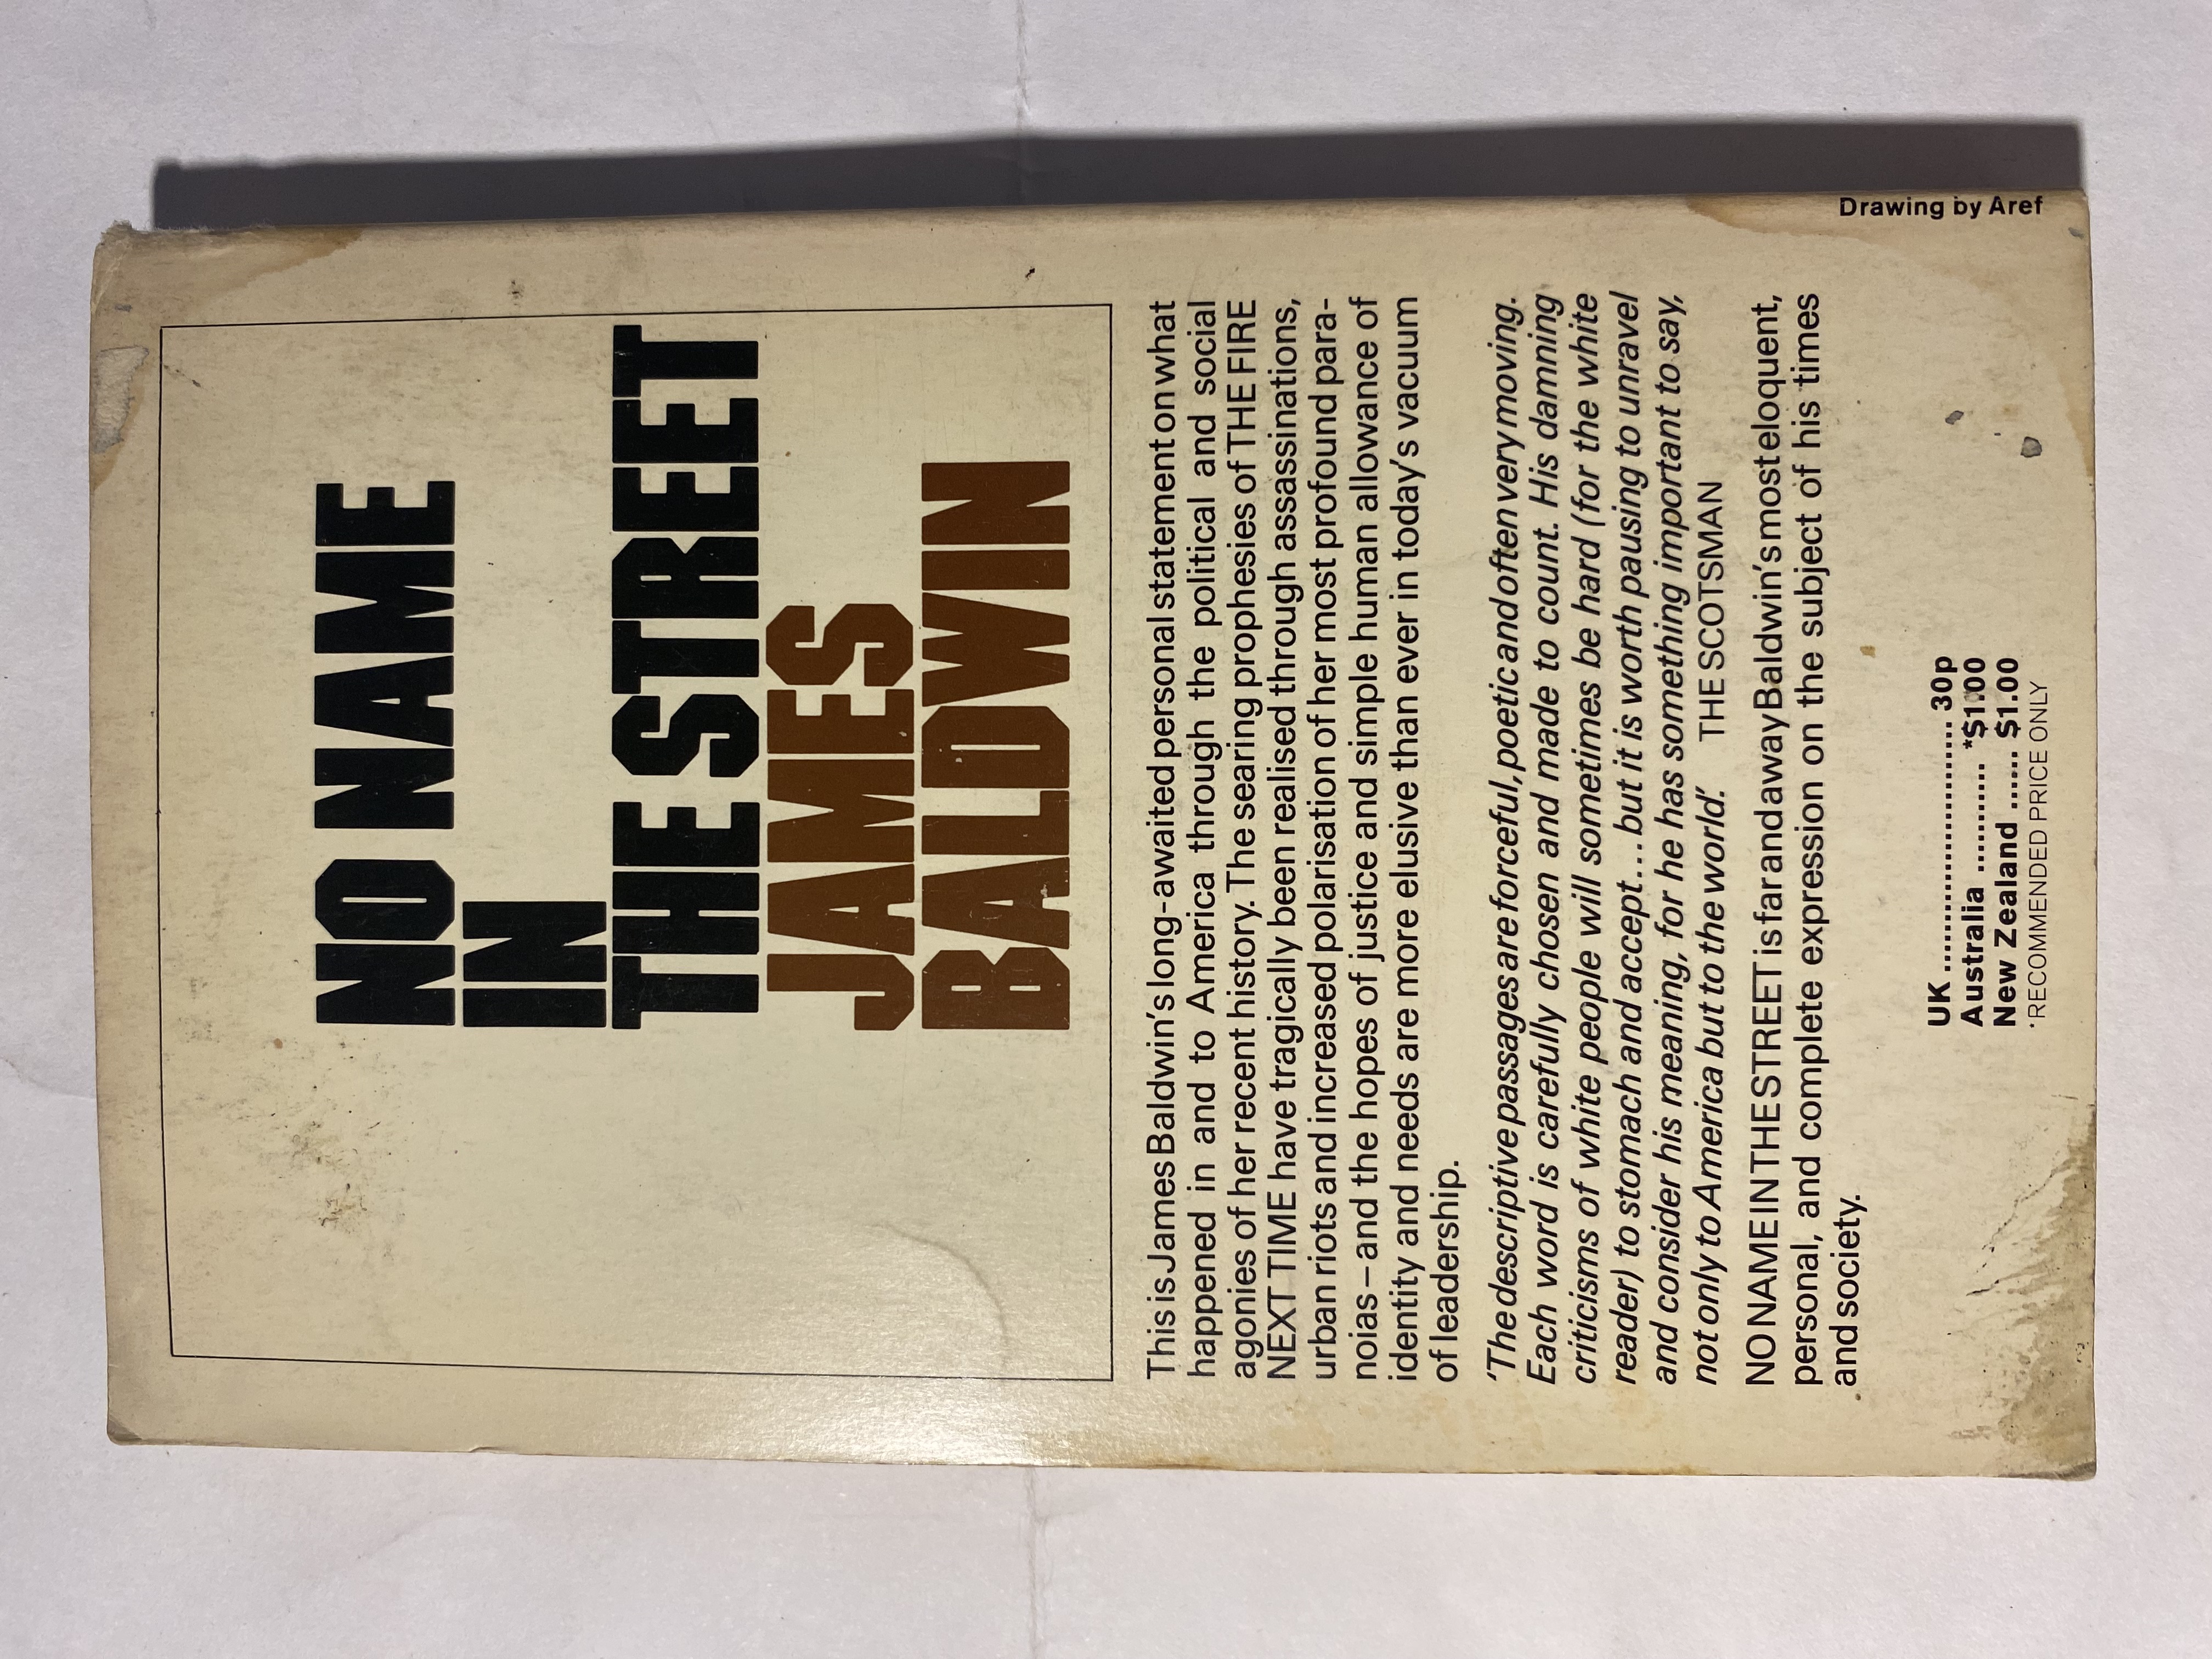 NO NAME
IN
THE STREET
JAMES
BALDWIN
This is James Baldwin's long-awaited personal statement on what
happened in and to America through the political and social
agonies of her recent history. The searing prophesies of THE FIRE
NEXT TIME have tragically been realised through assassinations,
urban riots and increased polarisation of her most profound para-
noias – and the hopes of justice and simple human allowance of
identity and needs are more elusive than ever in today's vacuum
of leadership.
'The descriptive passages are forceful, poetic and often very moving.
Each word is carefully chosen and made to count. His damning
criticisms of white people will sometimes be hard (for the white
reader) to stomach and accept...but it is worth pausing to unravel
and consider his meaning, for he has something important to say,
not only to America but to the world'. THE SCOTSMAN
NO NAME IN THE STREET is far and away Baldwin's most eloquent,
personal, and complete expression on the subject of his times
and society.
UK ......................... 30p
Australia ........... *$1.00
New Zealand ...... $1.00
*RECOMMENDED PRICE ONLY
Drawing by Aref